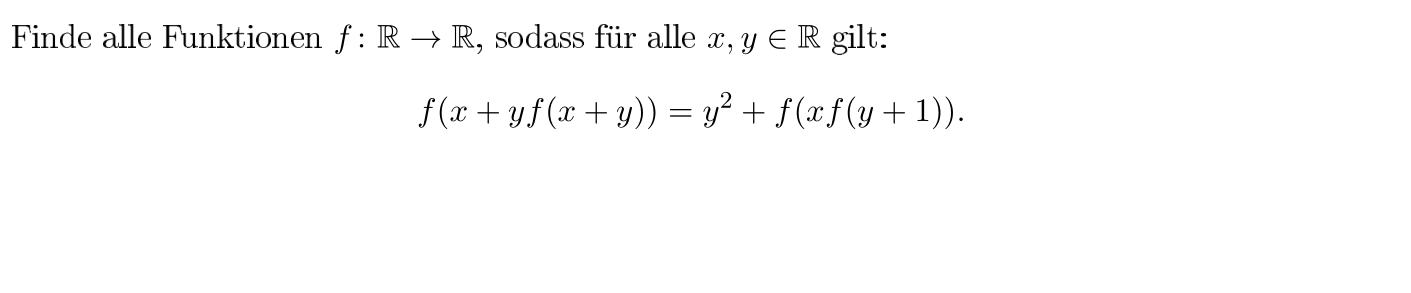 Finde alle Funktionen f : ℝ → ℝ, sodass für alle x, y ∈ ℝ gilt:
f(x + yf(x + y)) = y² + f(xf(y + 1)).